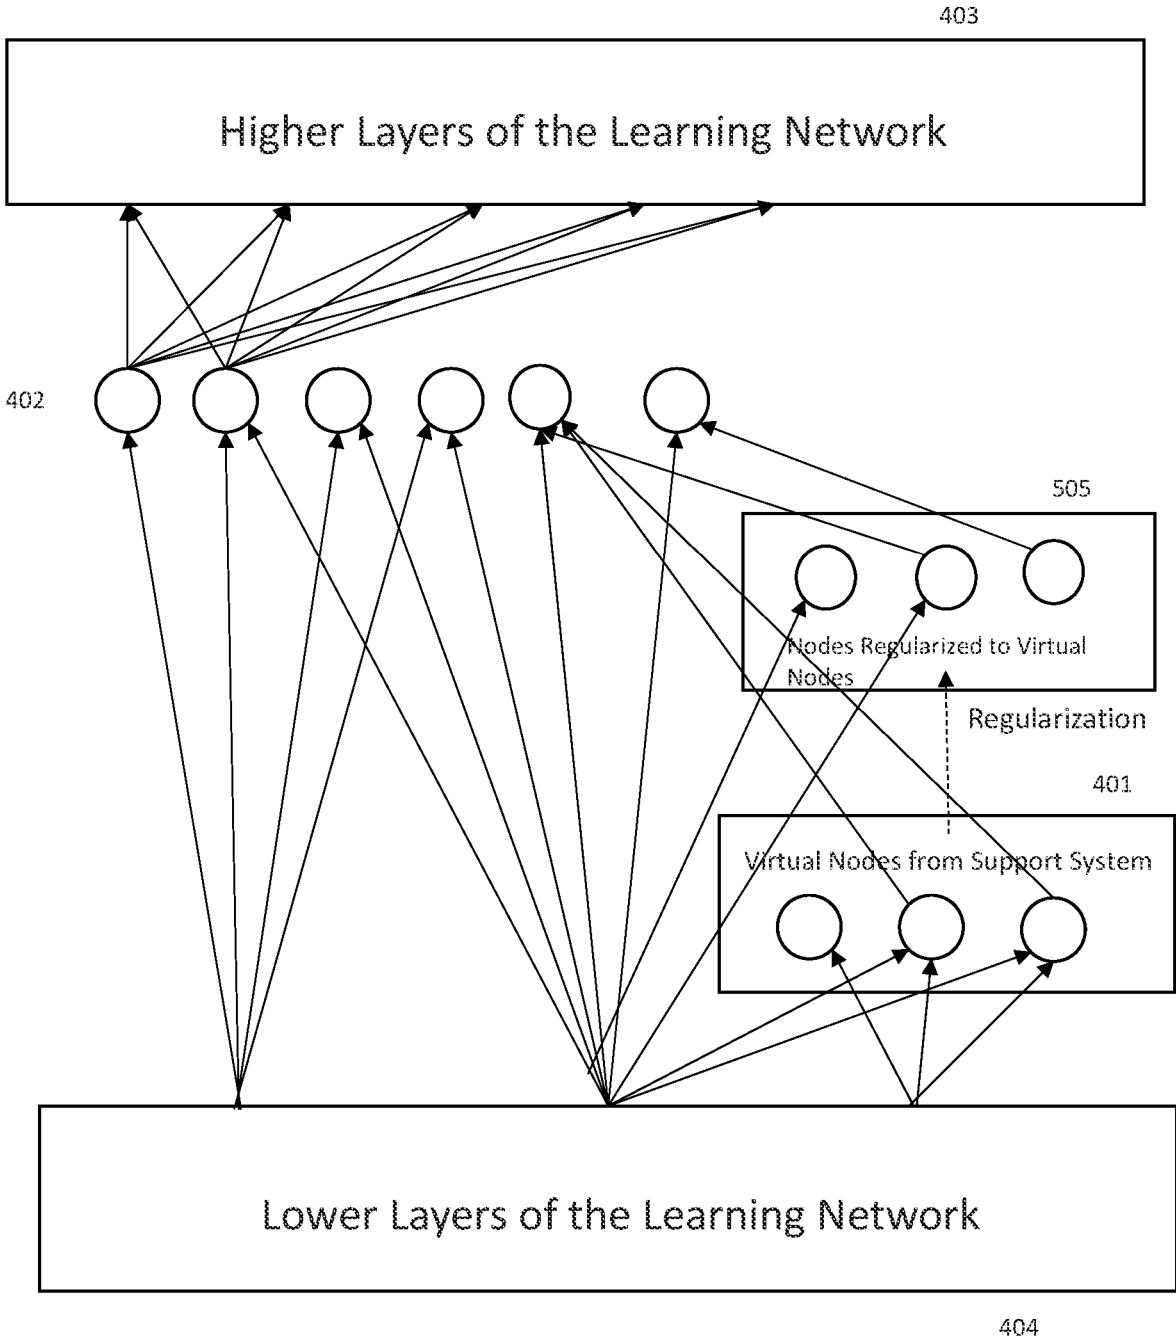 403
Higher Layers of the Learning Network
402
505
Nodes Regularized to Virtual
Nodes
Regularization
401
Virtual Nodes from Support System
Lower Layers of the Learning Network
404